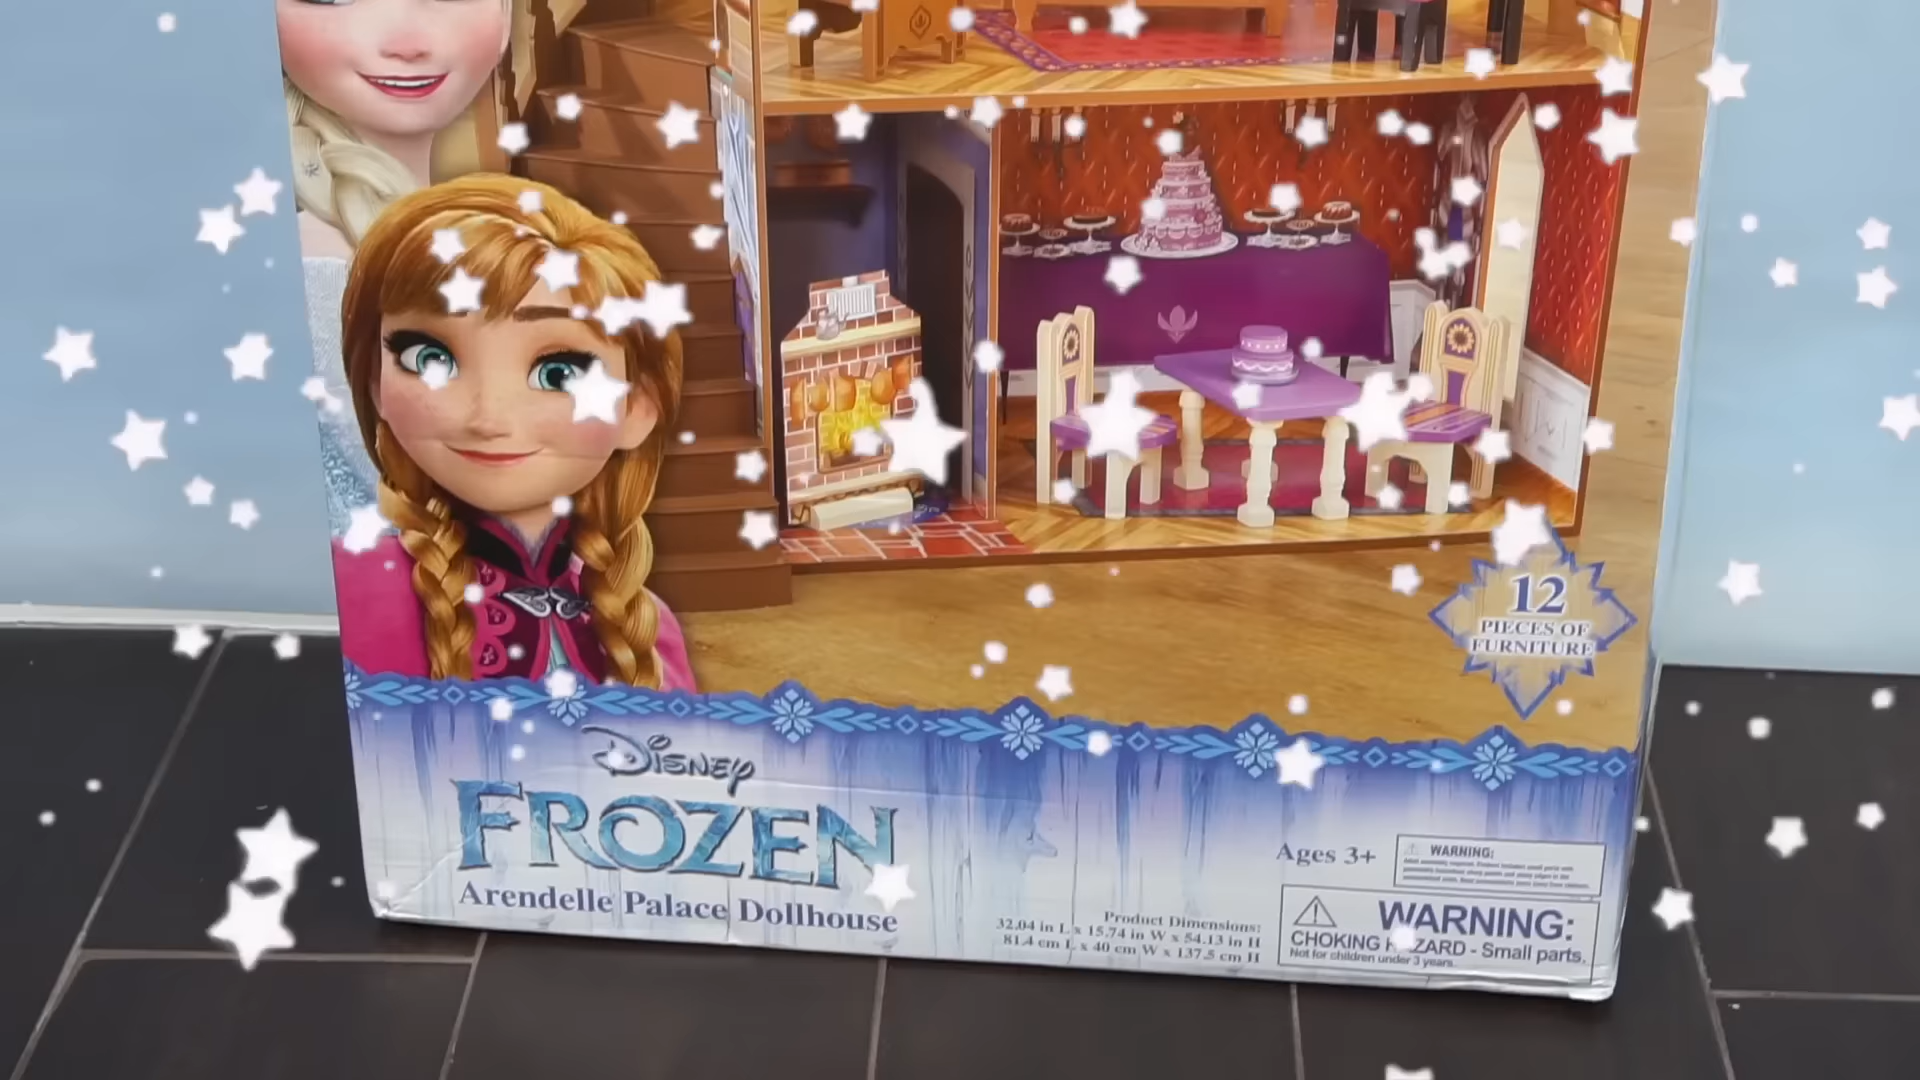 12
PIECES OF
FURNITURE
DISNEY
FROZEN
Arendelle Palace Dollhouse
Product Dimensions:
32.04 in L x 15.74 in W x 54.13 in H
81.4 cm L x 40 cm W x 137.5 cm H
Ages 3+
WARNING:
WARNING:
CHOKING HAZARD - Small parts.
Not for children under 3 years.